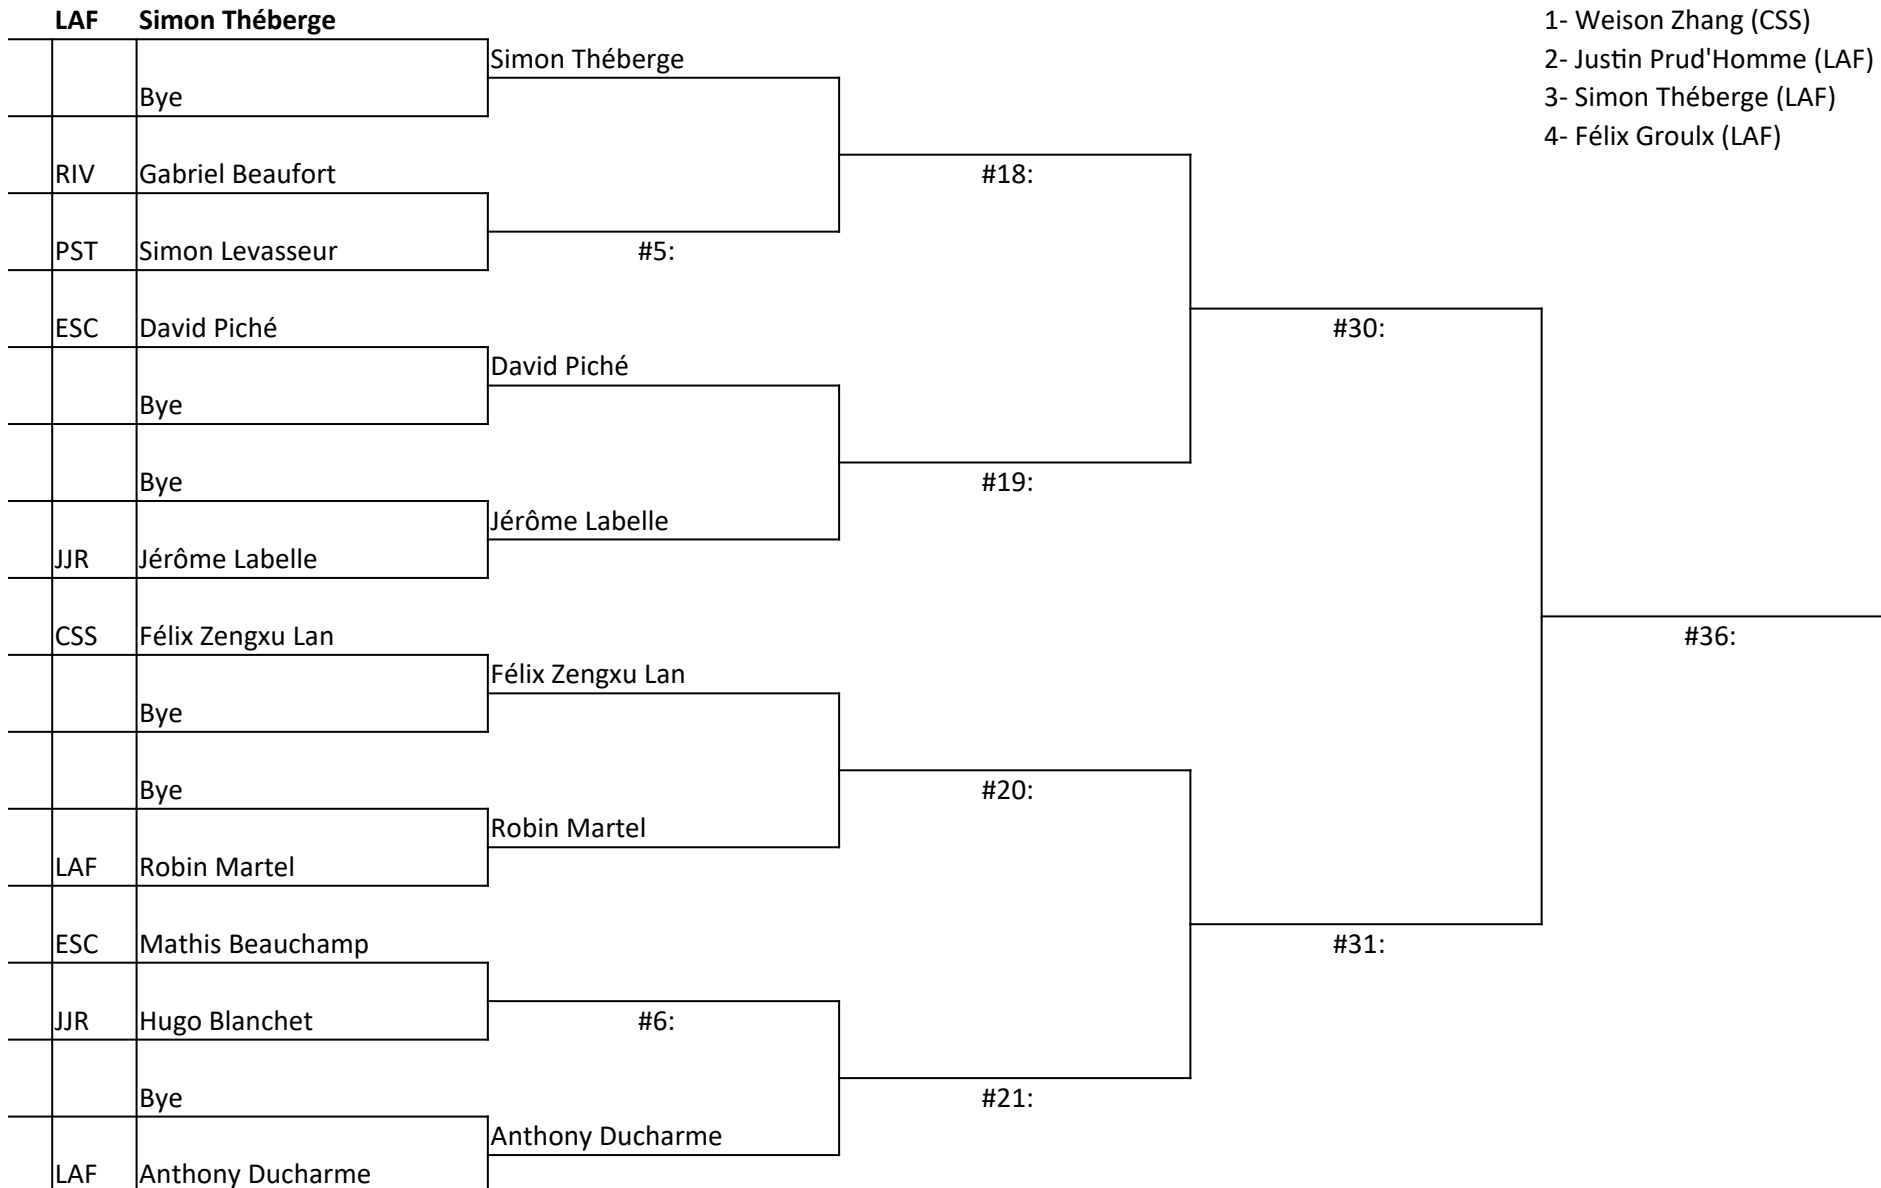 LAF Simon Théberge
1- Weison Zhang (CSS)
Simon Théberge
2- Justin Prud'Homme (LAF)
Bye
3- Simon Théberge (LAF)
4- Félix Groulx (LAF)
RIV Gabriel Beaufort
#18:
PST Simon Levasseur
#5:
ESC David Piché
#30:
David Piché
Bye
Bye
#19:
Jérôme Labelle
JJR Jérôme Labelle
CSS Félix Zengxu Lan
#36:
Félix Zengxu Lan
Bye
Bye
#20:
Robin Martel
LAF Robin Martel
ESC Mathis Beauchamp
#31:
JJR Hugo Blanchet
#6:
Bye
#21:
Anthony Ducharme
LAF Anthony Ducharme